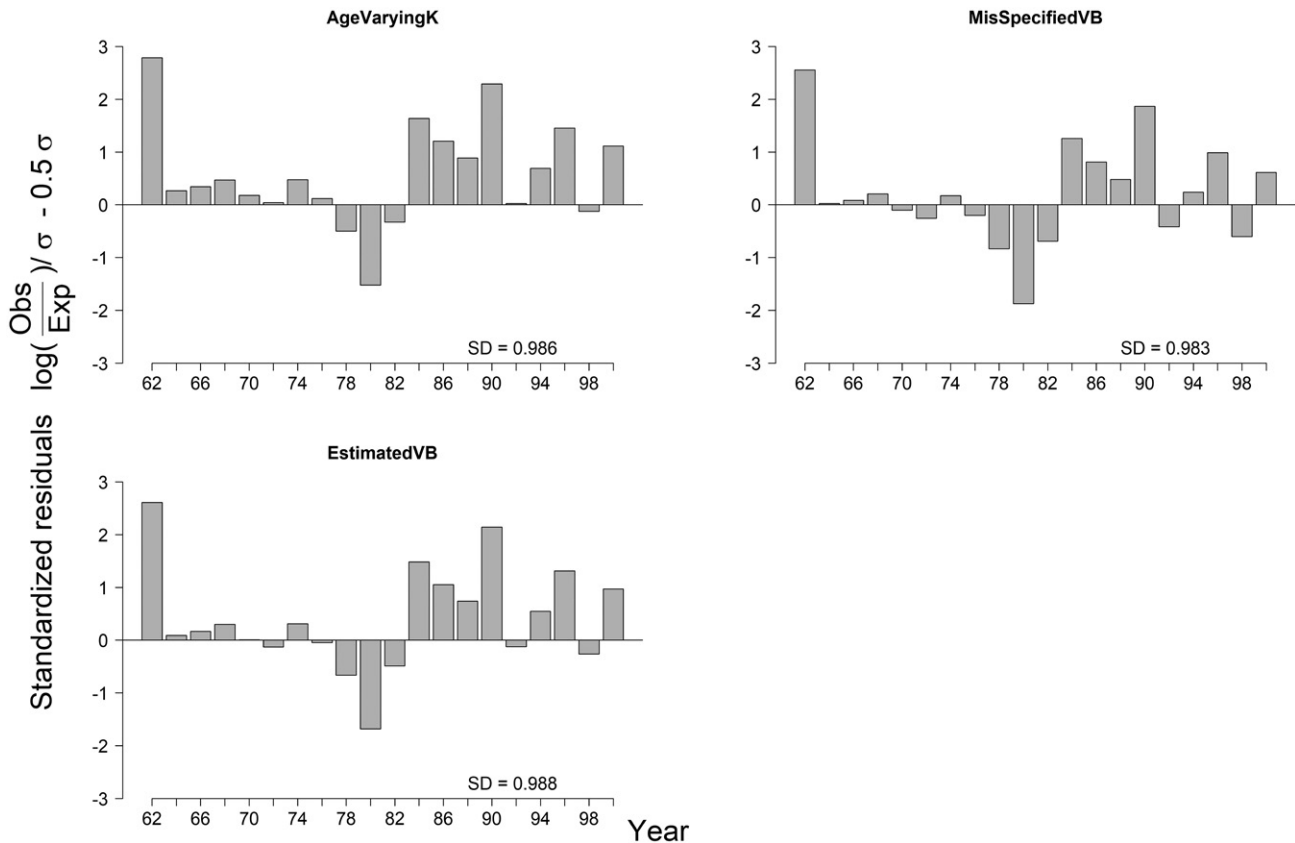 AgeVaryingK
3
2
1
0
-1
-2
-3
SD = 0.986
62 66 70 74 78 82 86 90 94 98
MisSpecifiedVB
3
2
1
0
-1
-2
-3
SD = 0.983
62 66 70 74 78 82 86 90 94 98
EstimatedVB
3
2
1
0
-1
-2
-3
SD = 0.988
62 66 70 74 78 82 86 90 94 98
Standardized residuals log(Obs/Exp)/ σ - 0.5 σ
Year